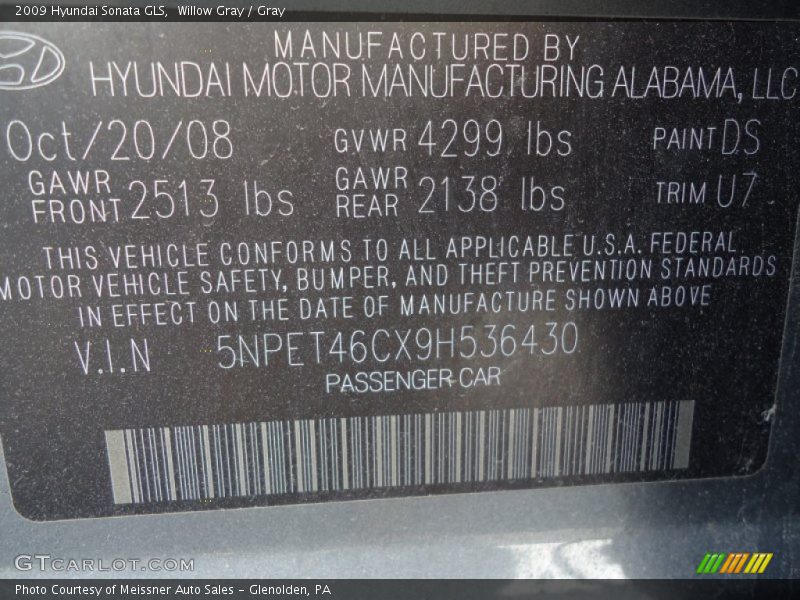 2009 Hyundai Sonata GLS, Willow Gray / Gray
MANUFACTURED BY
HYUNDAI MOTOR MANUFACTURING ALABAMA, LLC
Oct/20/08 GVWR 4299 lbs PAINT DS
GAWR FRONT 2513 lbs GAWR REAR 2138 lbs TRIM U7
THIS VEHICLE CONFORMS TO ALL APPLICABLE U.S.A. FEDERAL
MOTOR VEHICLE SAFETY, BUMPER, AND THEFT PREVENTION STANDARDS
IN EFFECT ON THE DATE OF MANUFACTURE SHOWN ABOVE
V.I.N 5NPET46CX9H536430
PASSENGER CAR
GTCARLOT.COM
Photo Courtesy of Meissner Auto Sales - Glenolden, PA